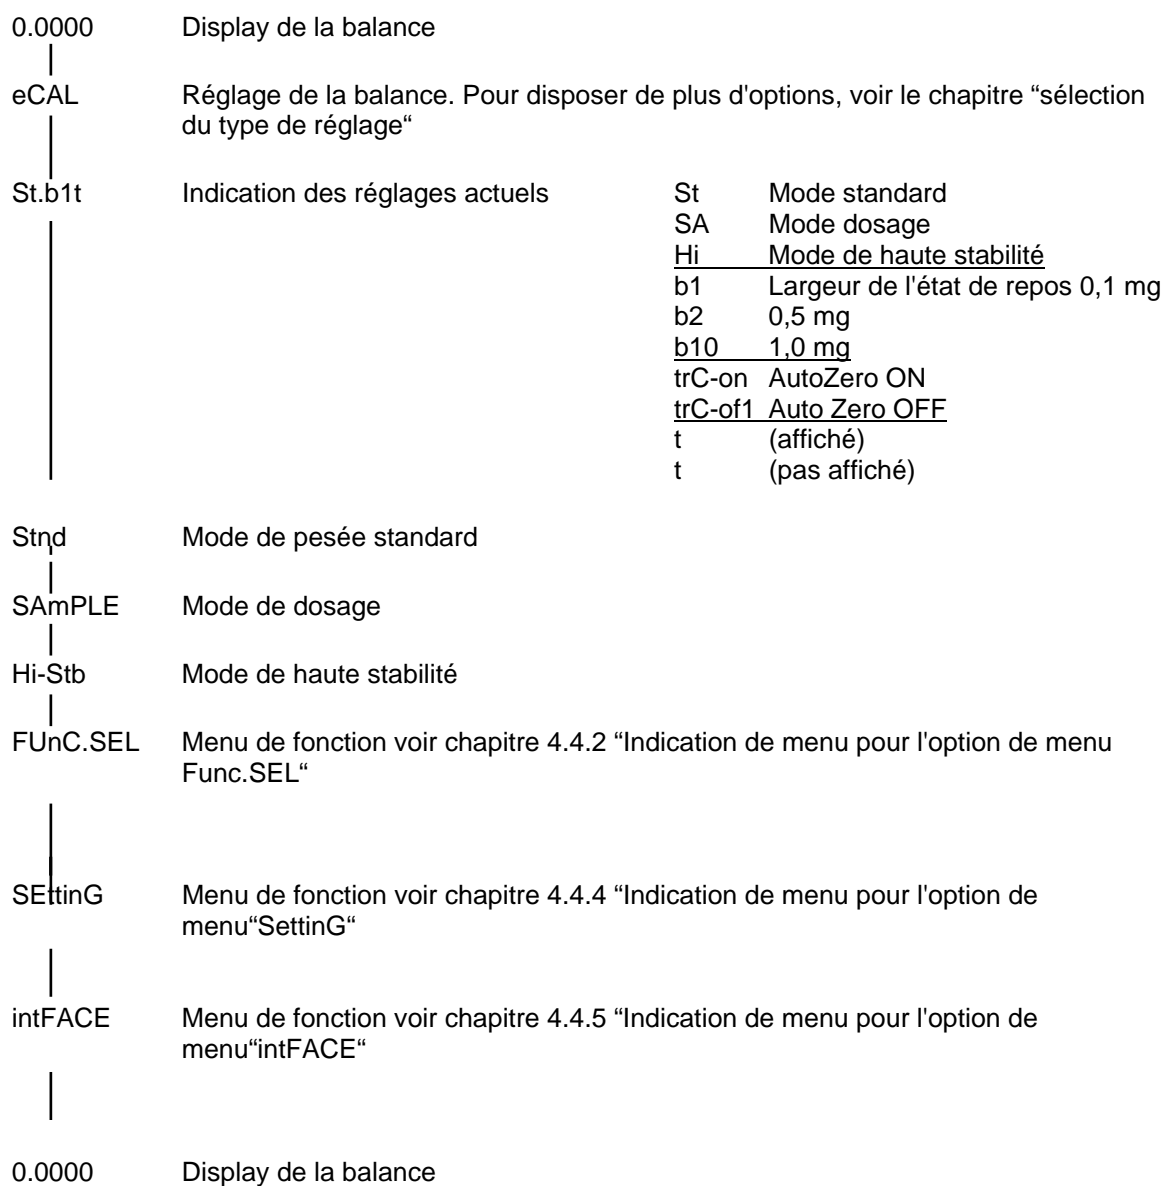 0.0000 Display de la balance
eCAL Réglage de la balance. Pour disposer de plus d'options, voir le chapitre “sélection
du type de réglage“
St.b1t Indication des réglages actuels St Mode standard
SA Mode dosage
Hi Mode de haute stabilité
b1 Largeur de l'état de repos 0,1 mg
b2 0,5 mg
b10 1,0 mg
trC-on AutoZero ON
trC-of1 Auto Zero OFF
t (affiché)
t (pas affiché)
Stnd Mode de pesée standard
SAmPLE Mode de dosage
Hi-Stb Mode de haute stabilité
FUnC.SEL Menu de fonction voir chapitre 4.4.2 “Indication de menu pour l'option de menu
Func.SEL“
SEttinG Menu de fonction voir chapitre 4.4.4 “Indication de menu pour l'option de
menu“SettinG“
intFACE Menu de fonction voir chapitre 4.4.5 “Indication de menu pour l'option de
menu“intFACE“
0.0000 Display de la balance